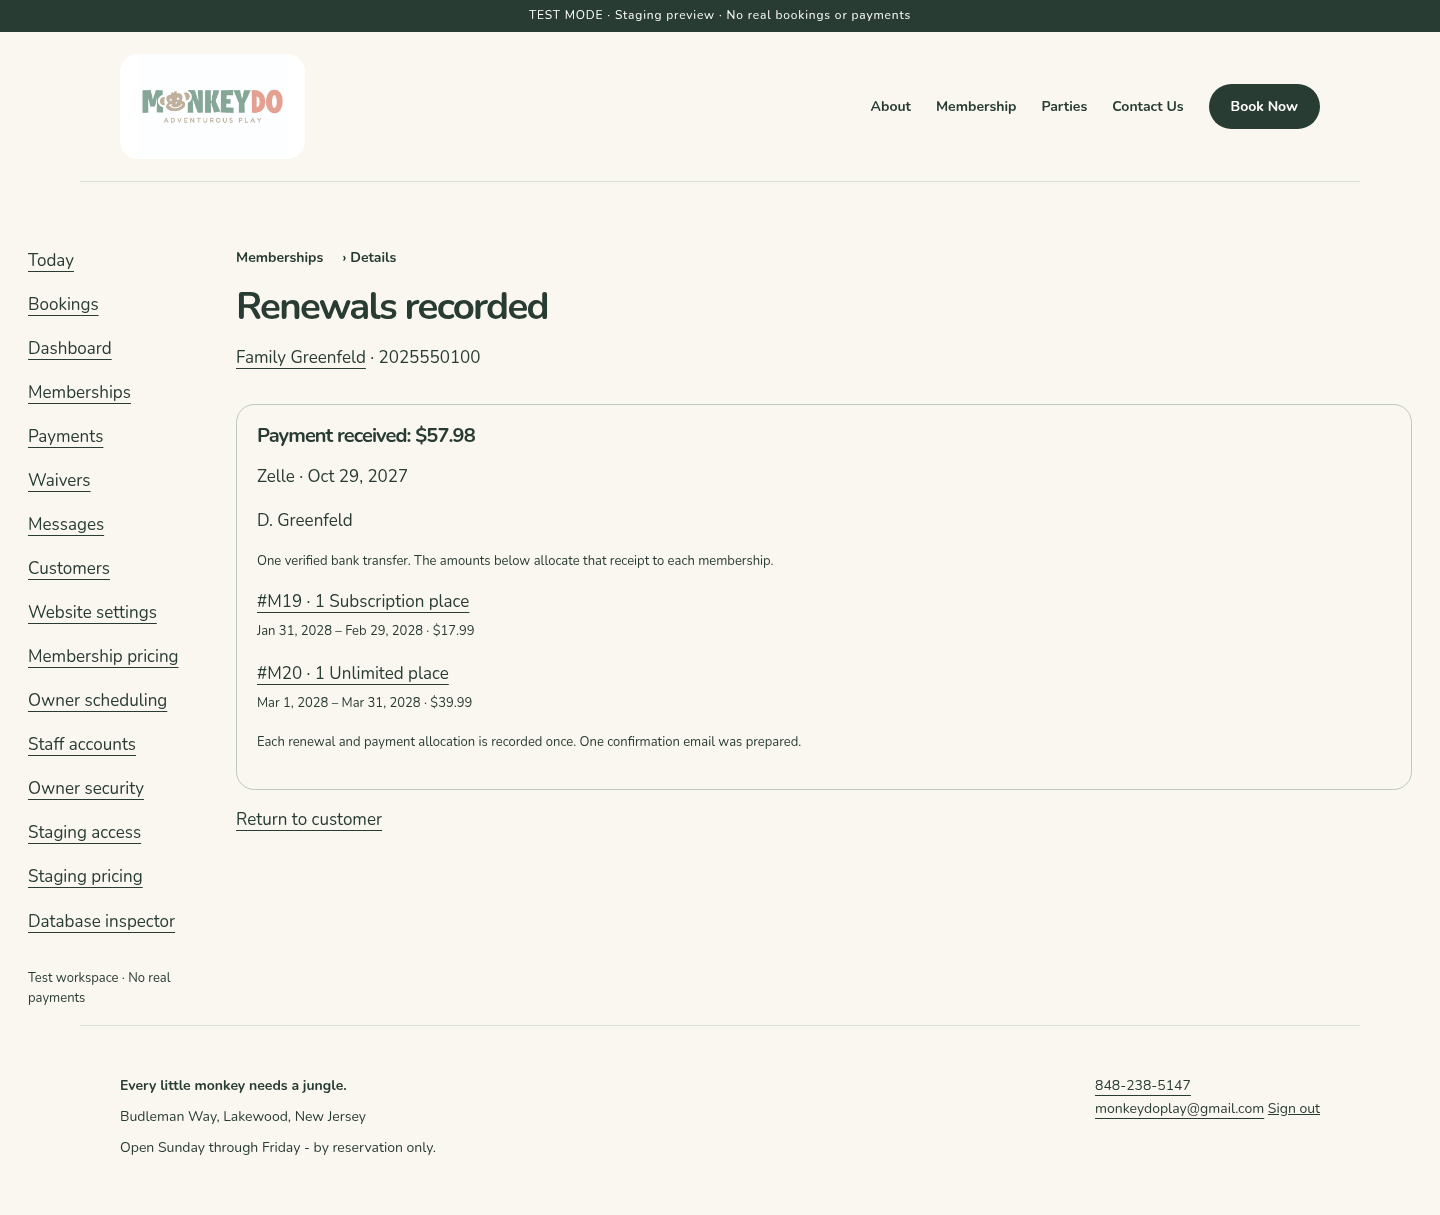 TEST MODE · Staging preview · No real bookings or payments
MONKEYDO
ADVENTUROUS PLAY
About
Membership
Parties
Contact Us
Book Now
Today
Bookings
Dashboard
Memberships
Payments
Waivers
Messages
Customers
Website settings
Membership pricing
Owner scheduling
Staff accounts
Owner security
Staging access
Staging pricing
Database inspector
Test workspace · No real
payments
Memberships › Details
Renewals recorded
Family Greenfeld · 2025550100
Payment received: $57.98
Zelle · Oct 29, 2027
D. Greenfeld
One verified bank transfer. The amounts below allocate that receipt to each membership.
#M19 · 1 Subscription place
Jan 31, 2028 – Feb 29, 2028 · $17.99
#M20 · 1 Unlimited place
Mar 1, 2028 – Mar 31, 2028 · $39.99
Each renewal and payment allocation is recorded once. One confirmation email was prepared.
Return to customer
Every little monkey needs a jungle.
Budleman Way, Lakewood, New Jersey
Open Sunday through Friday - by reservation only.
848-238-5147
monkeydoplay@gmail.com Sign out